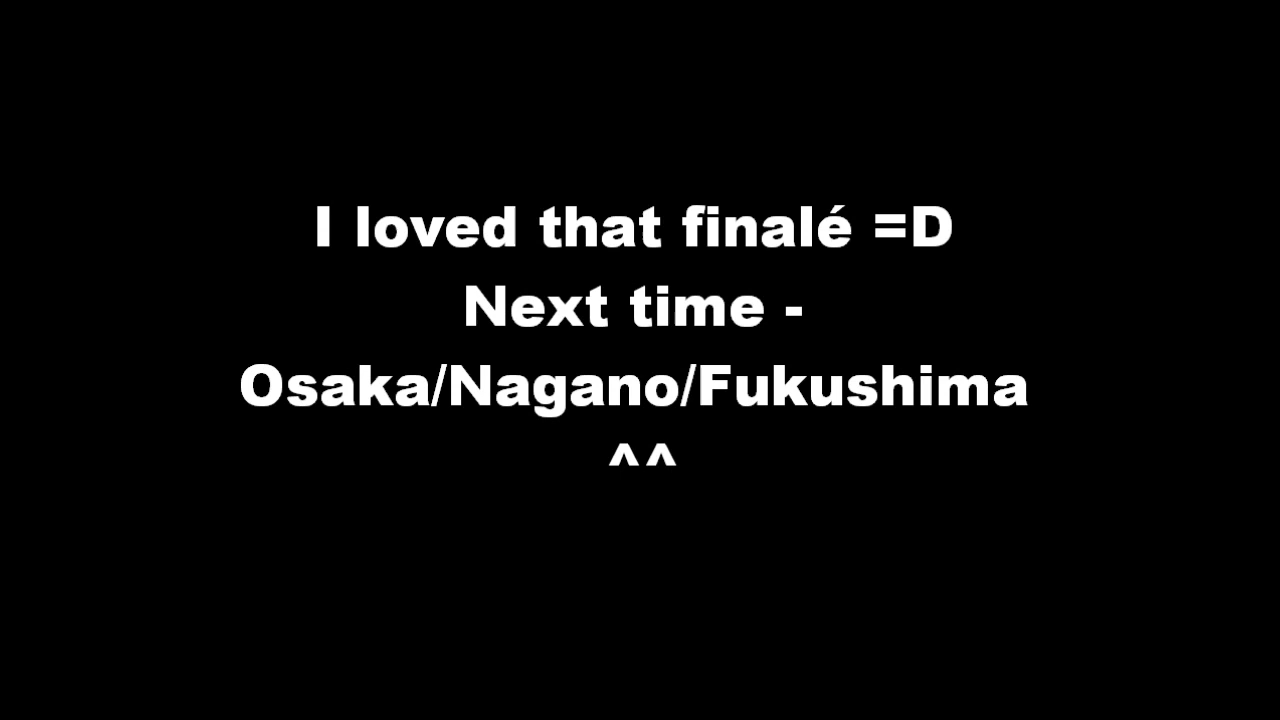 I loved that finalé =D
Next time -
Osaka/Nagano/Fukushima
^^